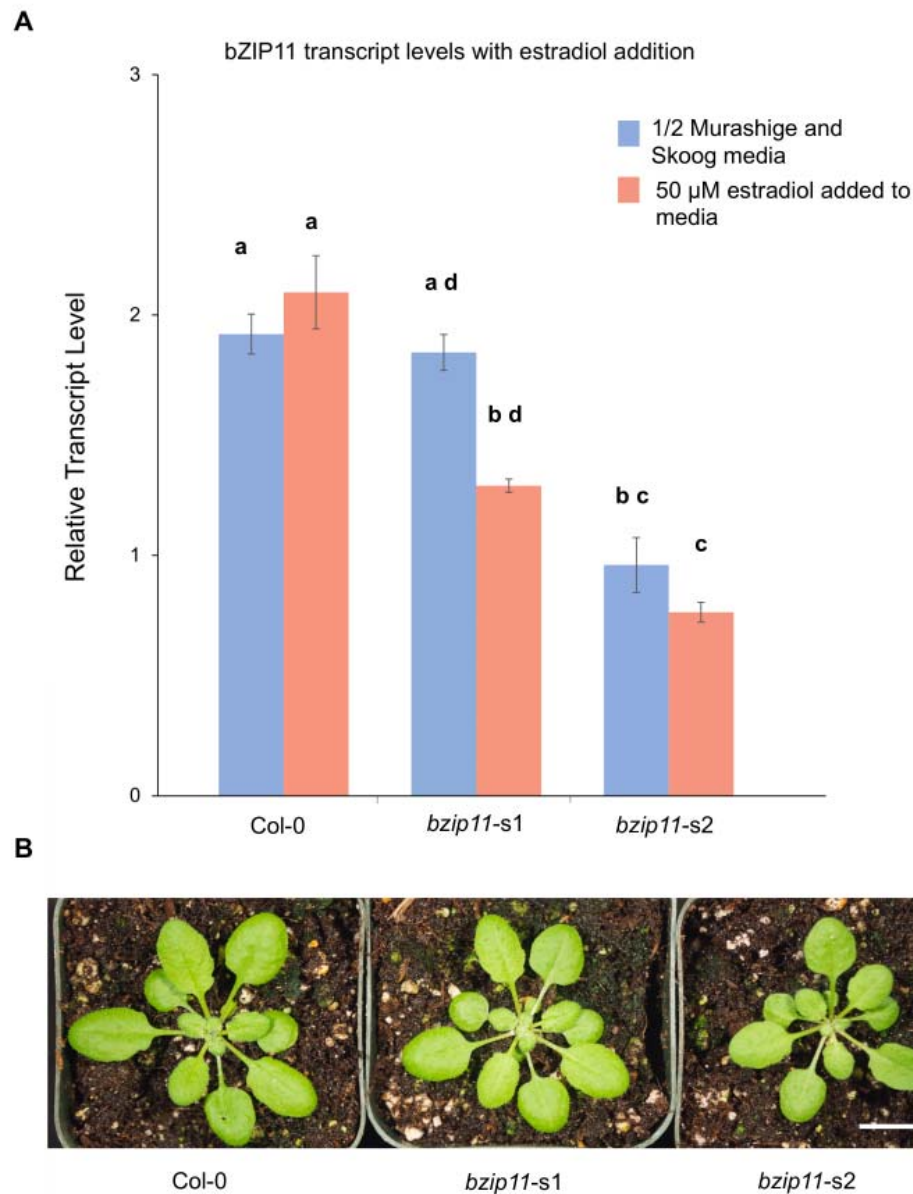 A
bZIP11 transcript levels with estradiol addition
3
1/2 Murashige and
Skoog media
50 µM estradiol added to
media
a
a
2
a d
b d
b c
c
1
0
Relative Transcript Level
Col-0
bzip11-s1
bzip11-s2
B
Col-0
bzip11-s1
bzip11-s2